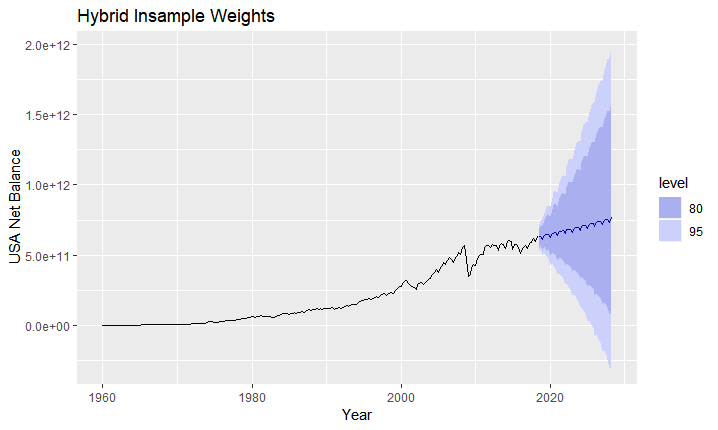 Hybrid Insample Weights
2.0e+12
1.5e+12
1.0e+12
5.0e+11
0.0e+00
USA Net Balance
1960
1980
2000
2020
Year
level
80
95